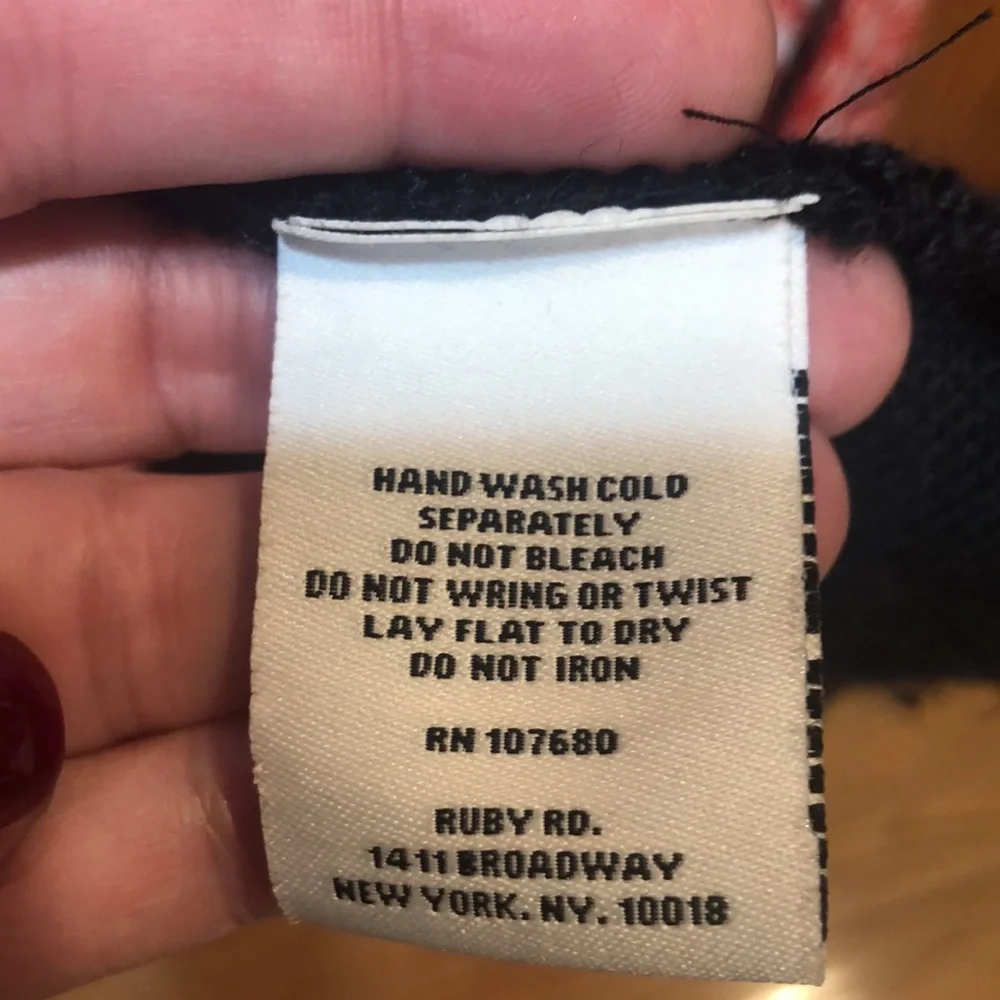 HAND WASH COLD
SEPARATELY
DO NOT BLEACH
DO NOT WRING OR TWIST
LAY FLAT TO DRY
DO NOT IRON
RN 107680
RUBY RD.
1411 BROADWAY
NEW YORK. NY. 10018